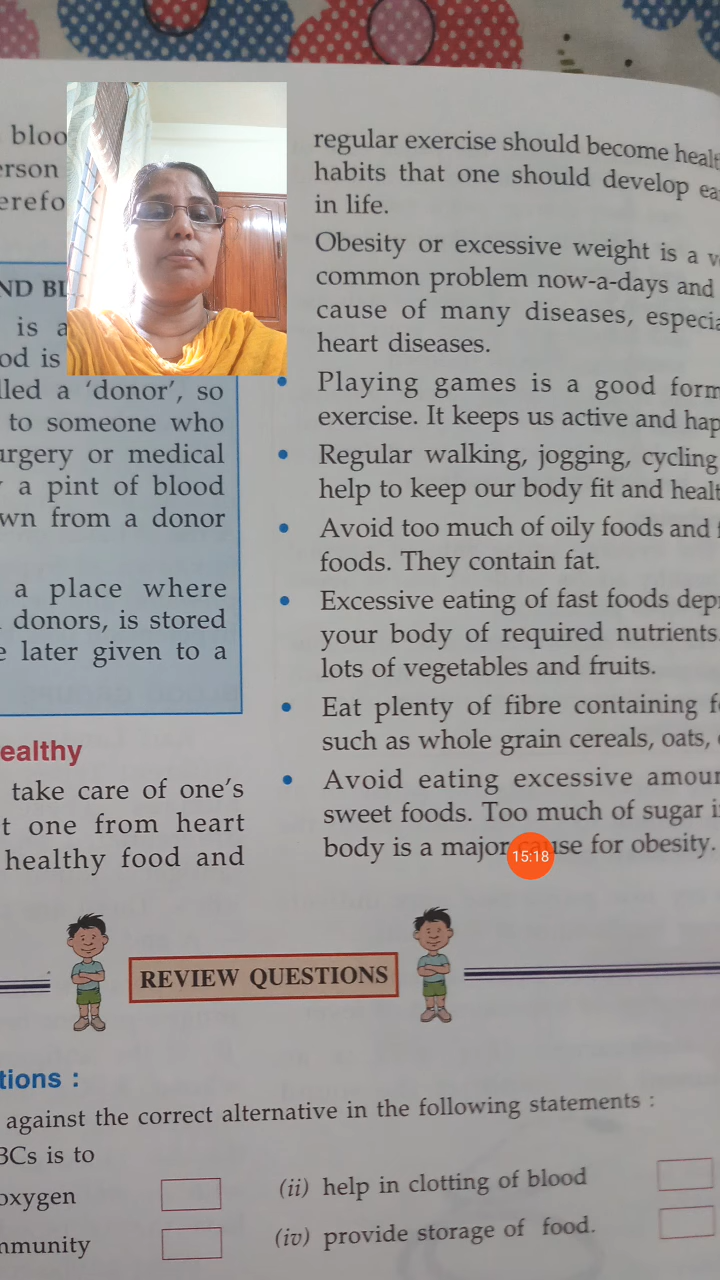 bloo
erson
erefo
ND BL
is a
od is
lled a ‘donor’, so
to someone who
urgery or medical
a pint of blood
wn from a donor
a place where
donors, is stored
e later given to a
ealthy
take care of one’s
t one from heart
healthy food and
regular exercise should become healt
habits that one should develop ea
in life.
Obesity or excessive weight is a v
common problem now-a-days and
cause of many diseases, especia
heart diseases.
• Playing games is a good form
exercise. It keeps us active and hap
• Regular walking, jogging, cycling
help to keep our body fit and healt
• Avoid too much of oily foods and f
foods. They contain fat.
• Excessive eating of fast foods depr
your body of required nutrients.
lots of vegetables and fruits.
• Eat plenty of fibre containing fo
such as whole grain cereals, oats,
• Avoid eating excessive amoun
sweet foods. Too much of sugar i
body is a major cause for obesity.
15:18
REVIEW QUESTIONS
tions :
against the correct alternative in the following statements :
BCs is to
oxygen
(ii) help in clotting of blood
mmunity
(iv) provide storage of food.